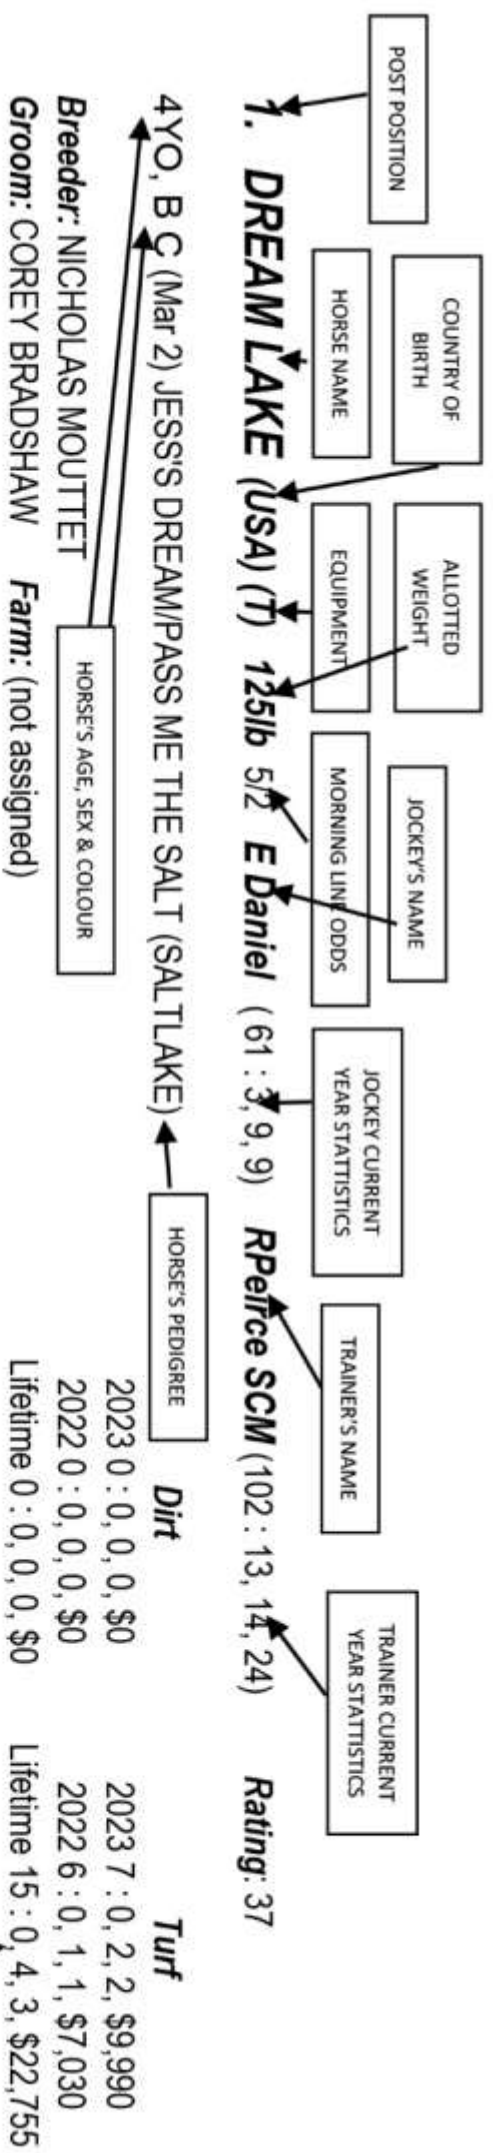 COUNTRY OF
BIRTH
ALLOTTED
WEIGHT
POST POSITION
HORSE NAME
EQUIPMENT
MORNING LINE ODDS
JOCKEY'S NAME
JOCKEY CURRENT
YEAR STATTISTICS
TRAINER'S NAME
TRAINER CURRENT
YEAR STATTISTICS
1. DREAM LAKE (USA) (T) 125lb 5/2 E Daniel ( 61 : 3, 9, 9) RPeirce SCM (102 : 13, 14, 24) Rating: 37
4YO, B C (Mar 2) JESS'S DREAM/PASS ME THE SALT (SALTLAKE)
HORSE'S PEDIGREE
Dirt
Turf
Breeder: NICHOLAS MOUTTET
HORSE'S AGE, SEX & COLOUR
Groom: COREY BRADSHAW Farm: (not assigned)
2023 0 : 0, 0, 0, $0
2023 7 : 0, 2, 2, $9,990
2022 0 : 0, 0, 0, $0
2022 6 : 0, 1, 1, $7,030
Lifetime 0 : 0, 0, 0, $0
Lifetime 15 : 0, 4, 3, $22,755